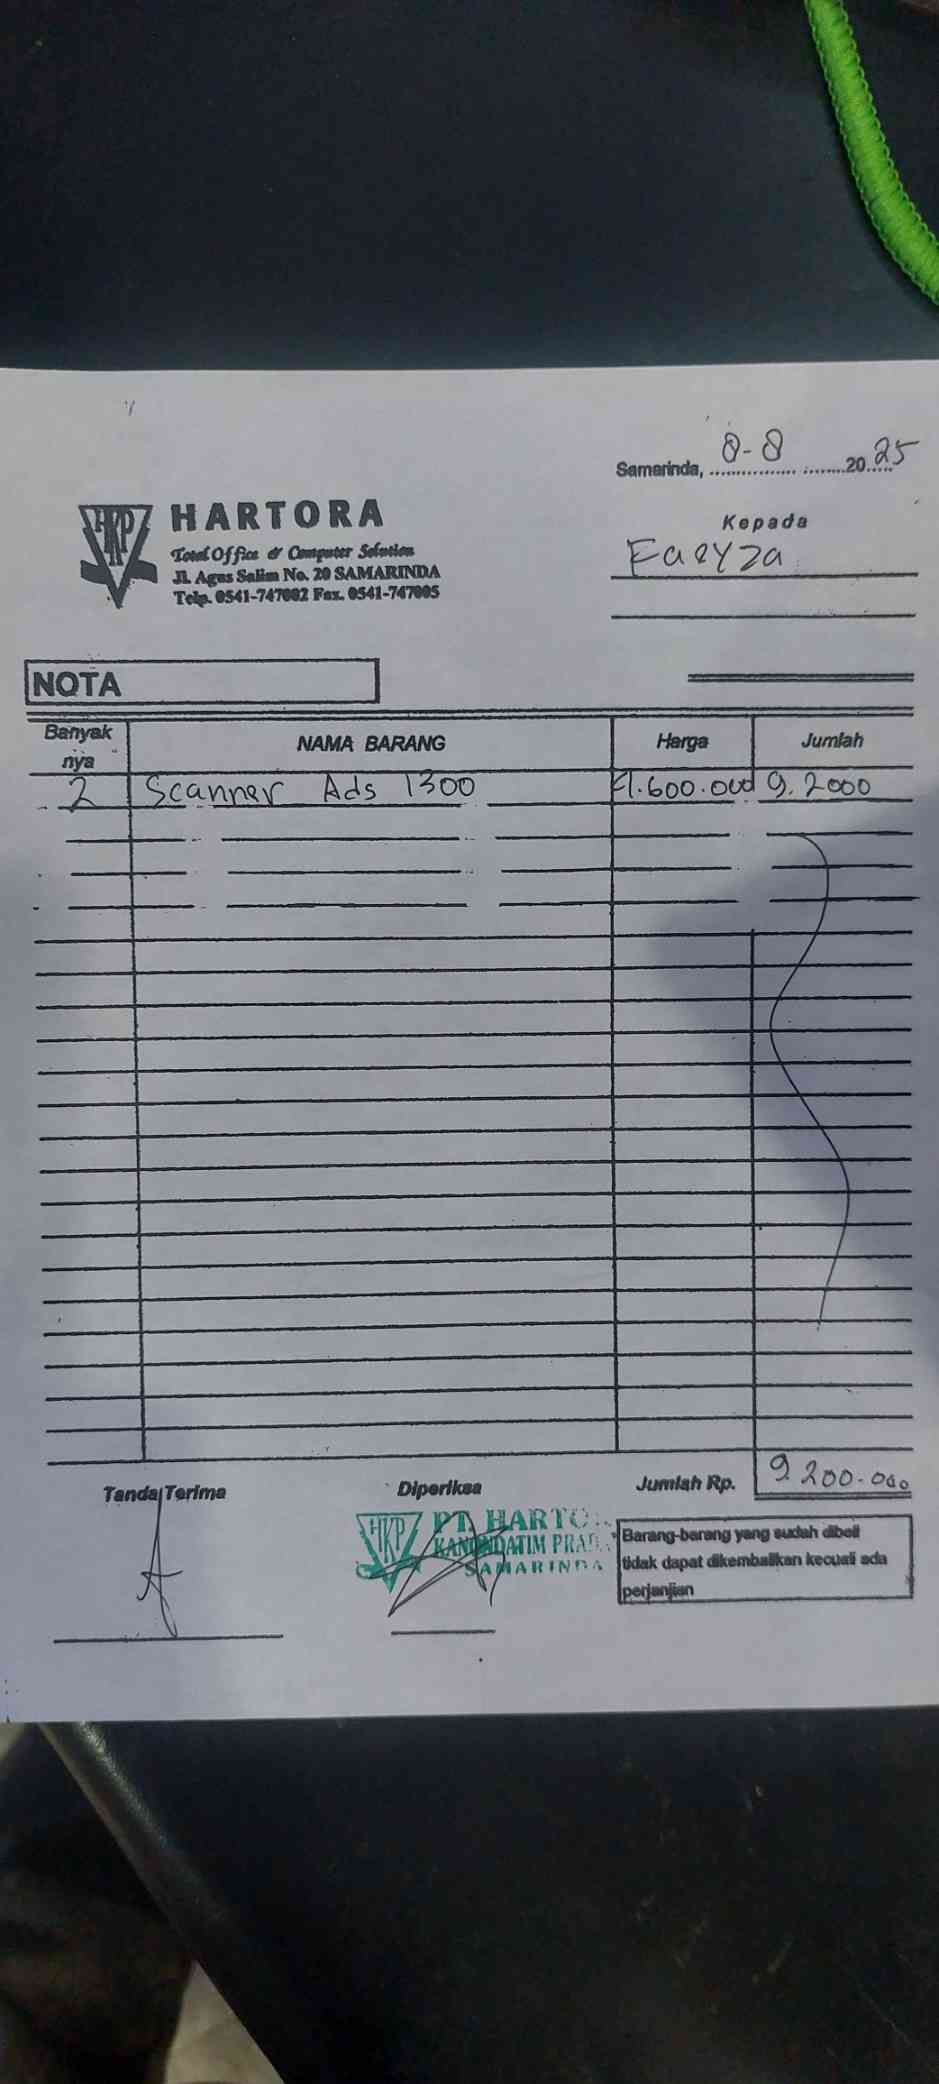 Samarinda, 8-8 2025
HKP
HARTORA
Total Office & Computer Solution
Jl. Agus Salim No. 20 SAMARINDA
Telp. 0541-747002 Fax. 0541-747005
Kepada
Faeyza
NOTA
Banyak nya NAMA BARANG Harga Jumlah
2 Scanner Ads 1300 4.600.000 9.2000
Jumlah Rp. 9.200.000
Tanda Terima Diperiksa
HKP PT. HARTO
SAMARINDA
Barang-barang yang sudah dibeli
tidak dapat dikembalikan kecuali ada
perjanjian